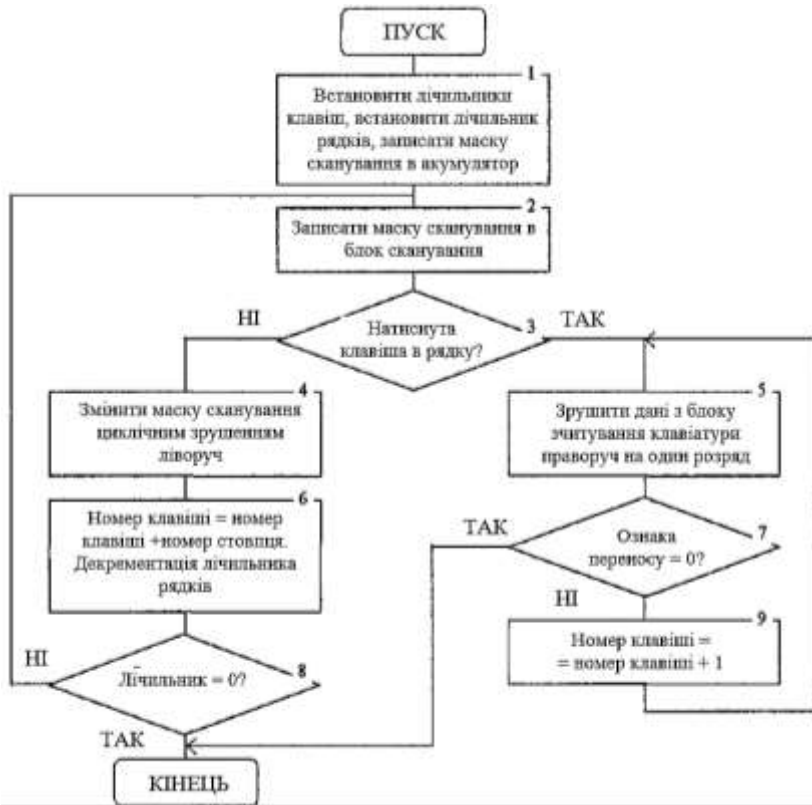 ПУСК
1
Встановити лічильники
клавіш, встановити лічильник
рядків, записати маску
сканування в акумулятор
2
Записати маску сканування в
блок сканування
НІ
3
ТАК
Натиснута
клавіша в рядку?
4
Змінити маску сканування
циклічним зрушенням
ліворуч
5
Зрушити дані з блоку
зчитування клавіатури
праворуч на один розряд
6
Номер клавіші = номер
клавіші +номер стовпця.
Декрементація лічильника
рядків
ТАК
7
Ознака
переносу = 0?
НІ
9
Номер клавіші =
= номер клавіші + 1
НІ
8
Лічильник = 0?
ТАК
КІНЕЦЬ